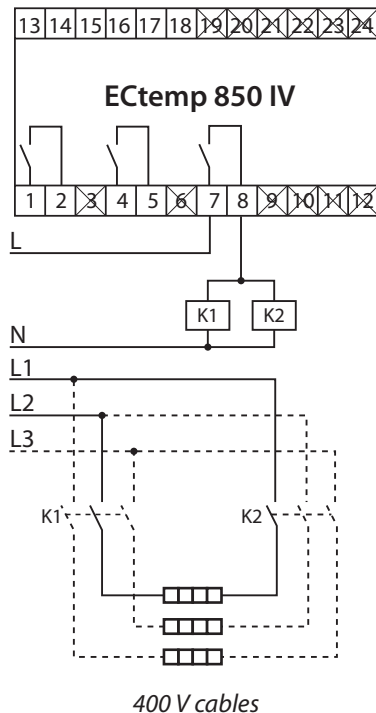 13 14 15 16 17 18 19 20 21 22 23 24
ECtemp 850 IV
1 2 3 4 5 6 7 8 9 10 11 12
L
K1 K2
N
L1
L2
L3
K1 K2
400 V cables